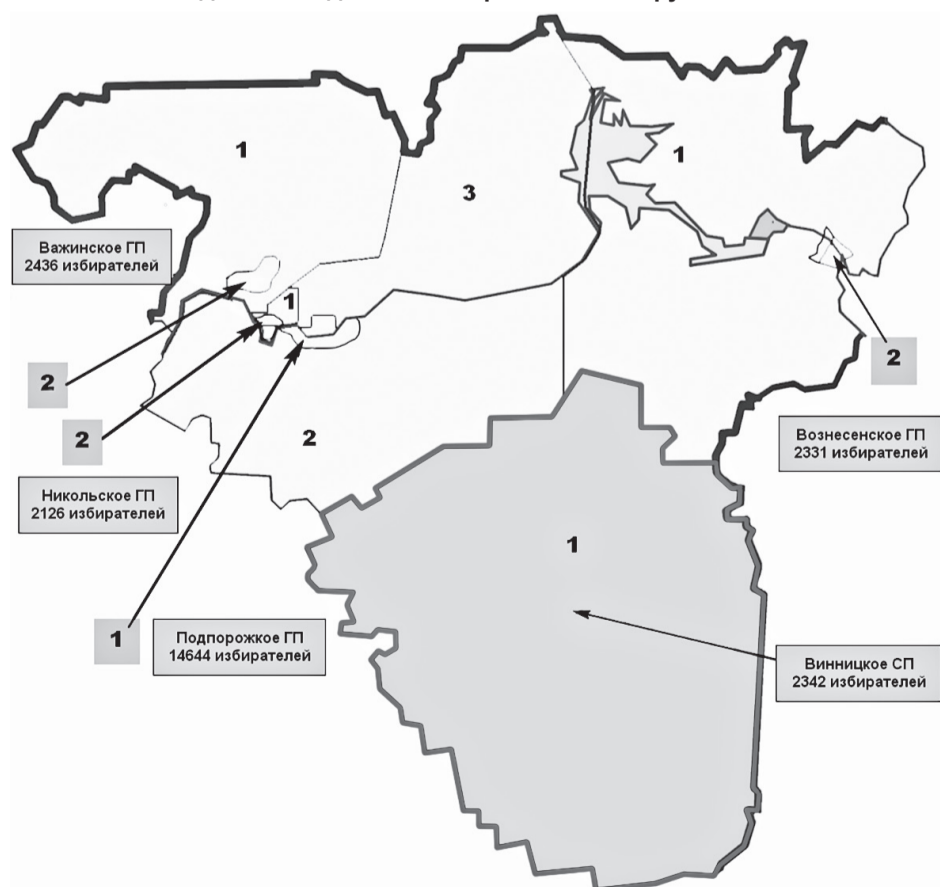 1
3
1
Важинское ГП
2436 избирателей
1
2
2
2
2
Вознесенское ГП
2331 избирателей
Никольское ГП
2126 избирателей
1
1
Подпорожкое ГП
14644 избирателей
Винницкое СП
2342 избирателей